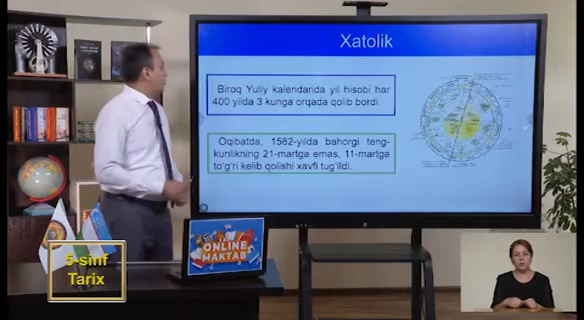 Xatolik
Biroq Yuliy kalendarida yil hisobi har
400 yilda 3 kunga orqada qolib bordi.
Oqibatda, 1582-yilda bahorgi teng-
kunlikning 21-martga emas, 11-martga
to'g'ri kelib qolishi xavfi tug'ildi.
ONLINE
MAKTAB
5-sinf
Tarix